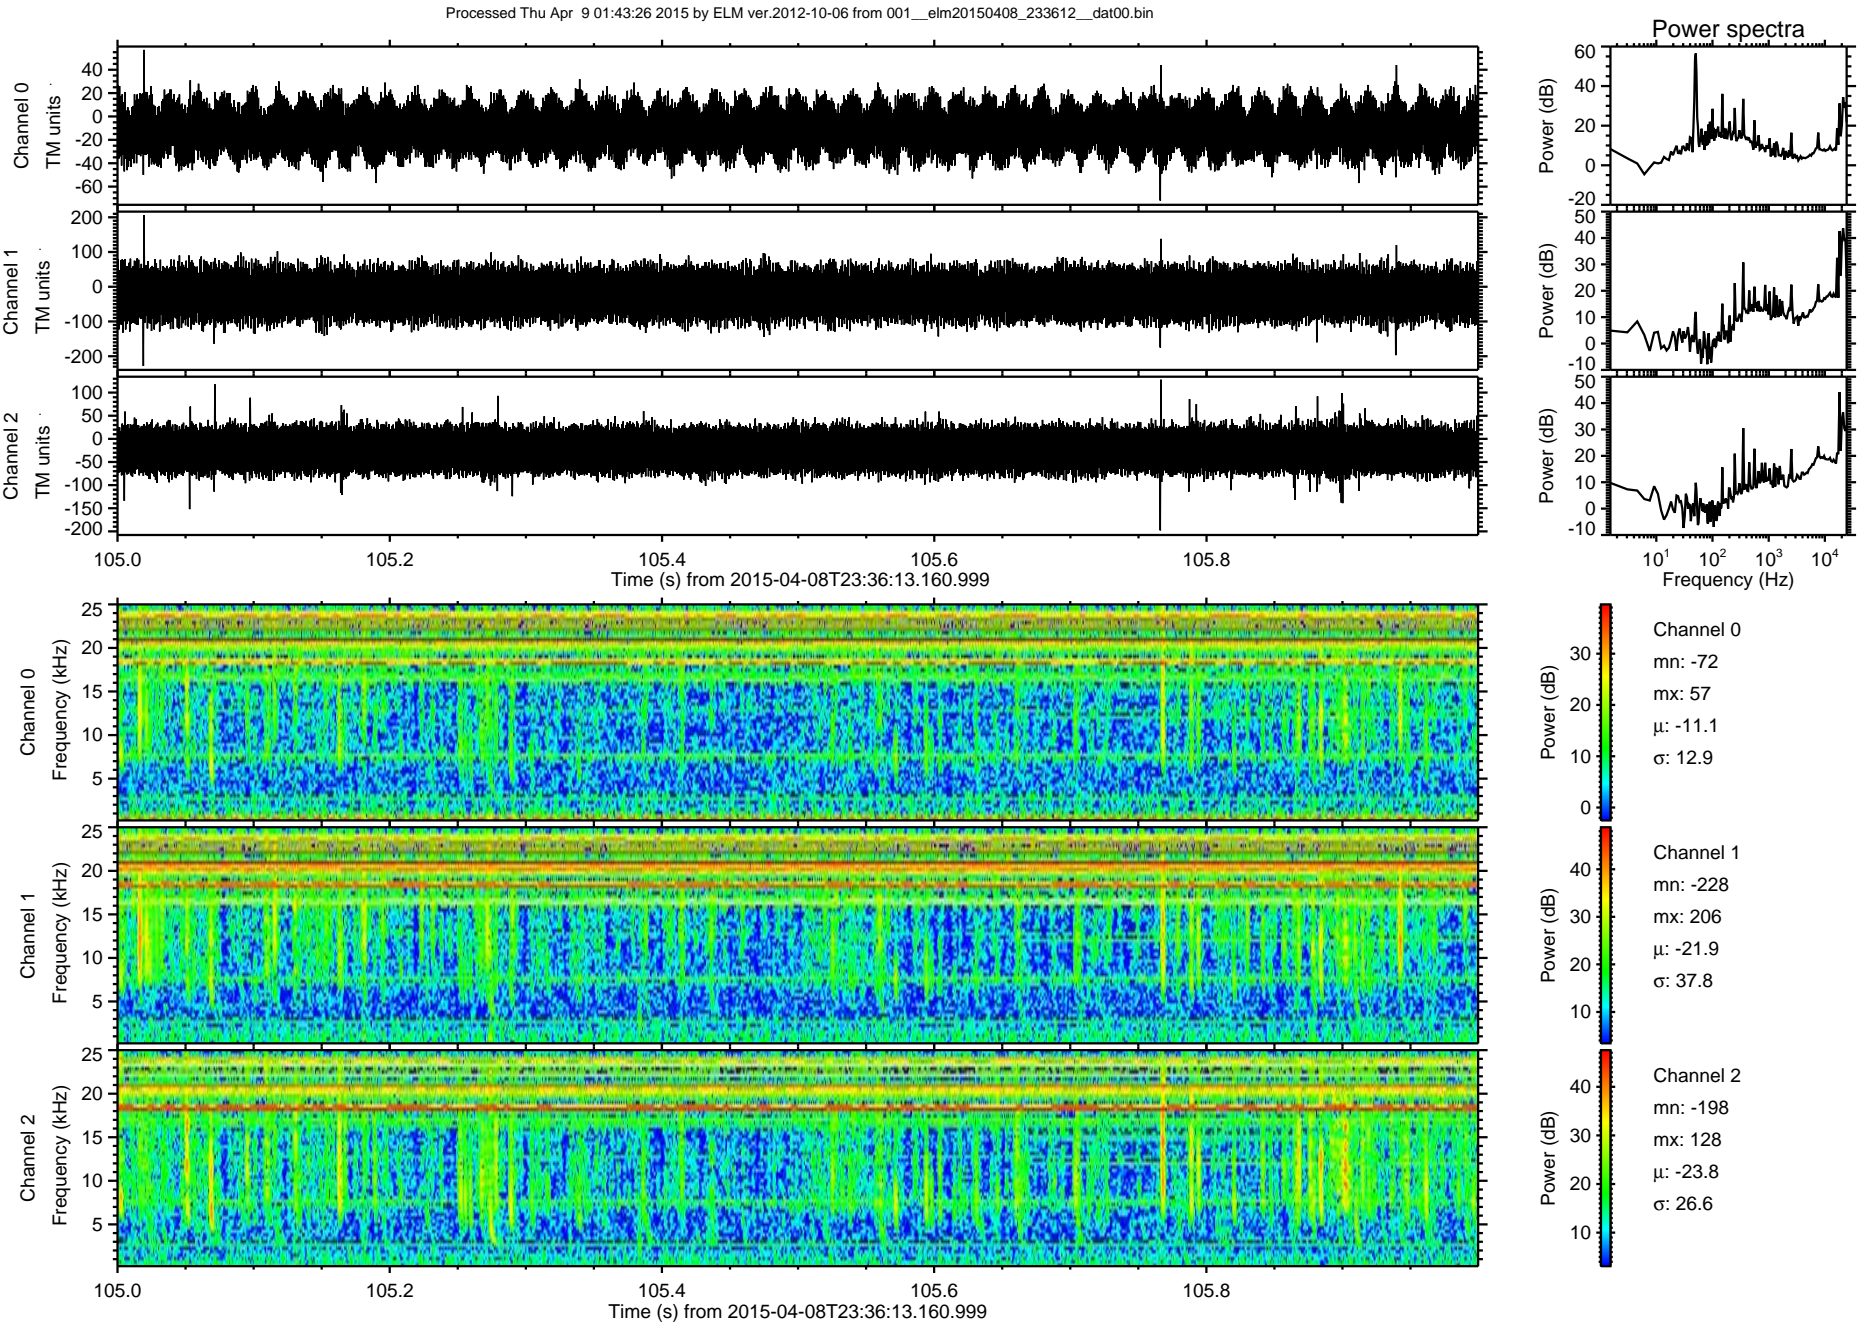 Processed Thu Apr 9 01:43:26 2015 by ELM ver.2012-10-06 from 001__elm20150408_233612__dat00.bin
Power spectra
Channel 0
TM units
40
20
0
-20
-40
-60
Power (dB)
60
40
20
0
-20
Channel 1
TM units
200
100
0
-100
-200
Power (dB)
50
40
30
20
10
0
-10
Channel 2
TM units
100
50
0
-50
-100
-150
-200
Power (dB)
50
40
30
20
10
0
-10
105.0 105.2 105.4 105.6 105.8
Time (s) from 2015-04-08T23:36:13.160.999
10¹ 10² 10³ 10⁴
Frequency (Hz)
Channel 0
Frequency (kHz)
25
20
15
10
5
Power (dB)
30
20
10
0
Channel 0
mn: -72
mx: 57
μ: -11.1
σ: 12.9
Channel 1
Frequency (kHz)
25
20
15
10
5
Power (dB)
40
30
20
10
Channel 1
mn: -228
mx: 206
μ: -21.9
σ: 37.8
Channel 2
Frequency (kHz)
25
20
15
10
5
Power (dB)
40
30
20
10
Channel 2
mn: -198
mx: 128
μ: -23.8
σ: 26.6
105.0 105.2 105.4 105.6 105.8
Time (s) from 2015-04-08T23:36:13.160.999